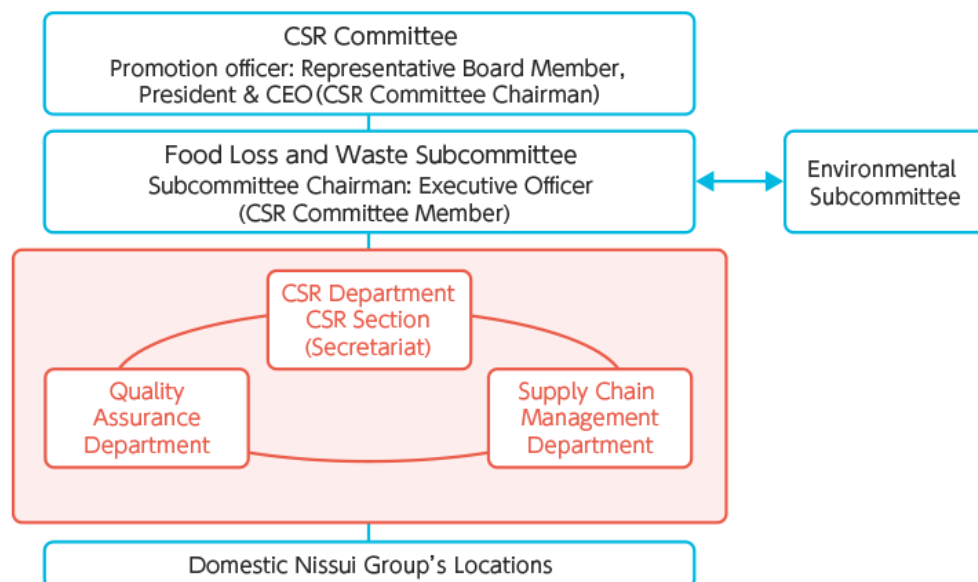 CSR Committee
Promotion officer: Representative Board Member,
President & CEO (CSR Committee Chairman)
Food Loss and Waste Subcommittee
Subcommittee Chairman: Executive Officer
(CSR Committee Member)
Environmental
Subcommittee
CSR Department
CSR Section
(Secretariat)
Quality
Assurance
Department
Supply Chain
Management
Department
Domestic Nissui Group's Locations